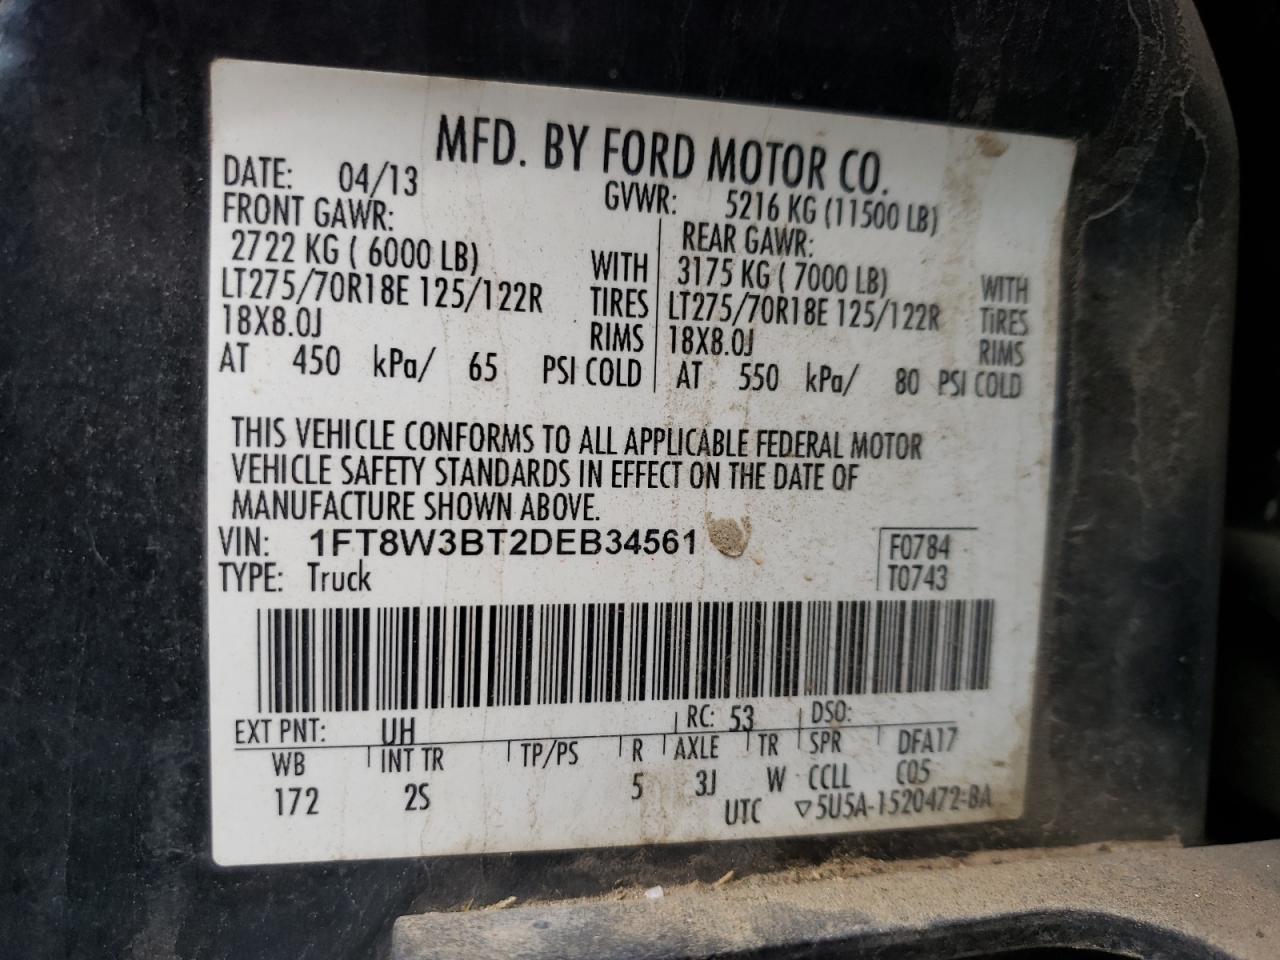 MFD. BY FORD MOTOR CO.
DATE: 04/13 GVWR: 5216 KG (11500 LB)
FRONT GAWR: REAR GAWR:
2722 KG ( 6000 LB) WITH 3175 KG ( 7000 LB) WITH
LT275/70R18E 125/122R TIRES LT275/70R18E 125/122R TIRES
18X8.0J RIMS 18X8.0J RIMS
AT 450 kPa/ 65 PSI COLD AT 550 kPa/ 80 PSI COLD
THIS VEHICLE CONFORMS TO ALL APPLICABLE FEDERAL MOTOR
VEHICLE SAFETY STANDARDS IN EFFECT ON THE DATE OF
MANUFACTURE SHOWN ABOVE.
VIN: 1FT8W3BT2DEB34561 F0784
TYPE: Truck T0743
EXT PNT: UH RC: 53 DSO:
WB INT TR TP/PS R AXLE TR SPR DFA17
172 2S 5 3J W CCLL C05
UTC ▽5U5A-1520472-BA